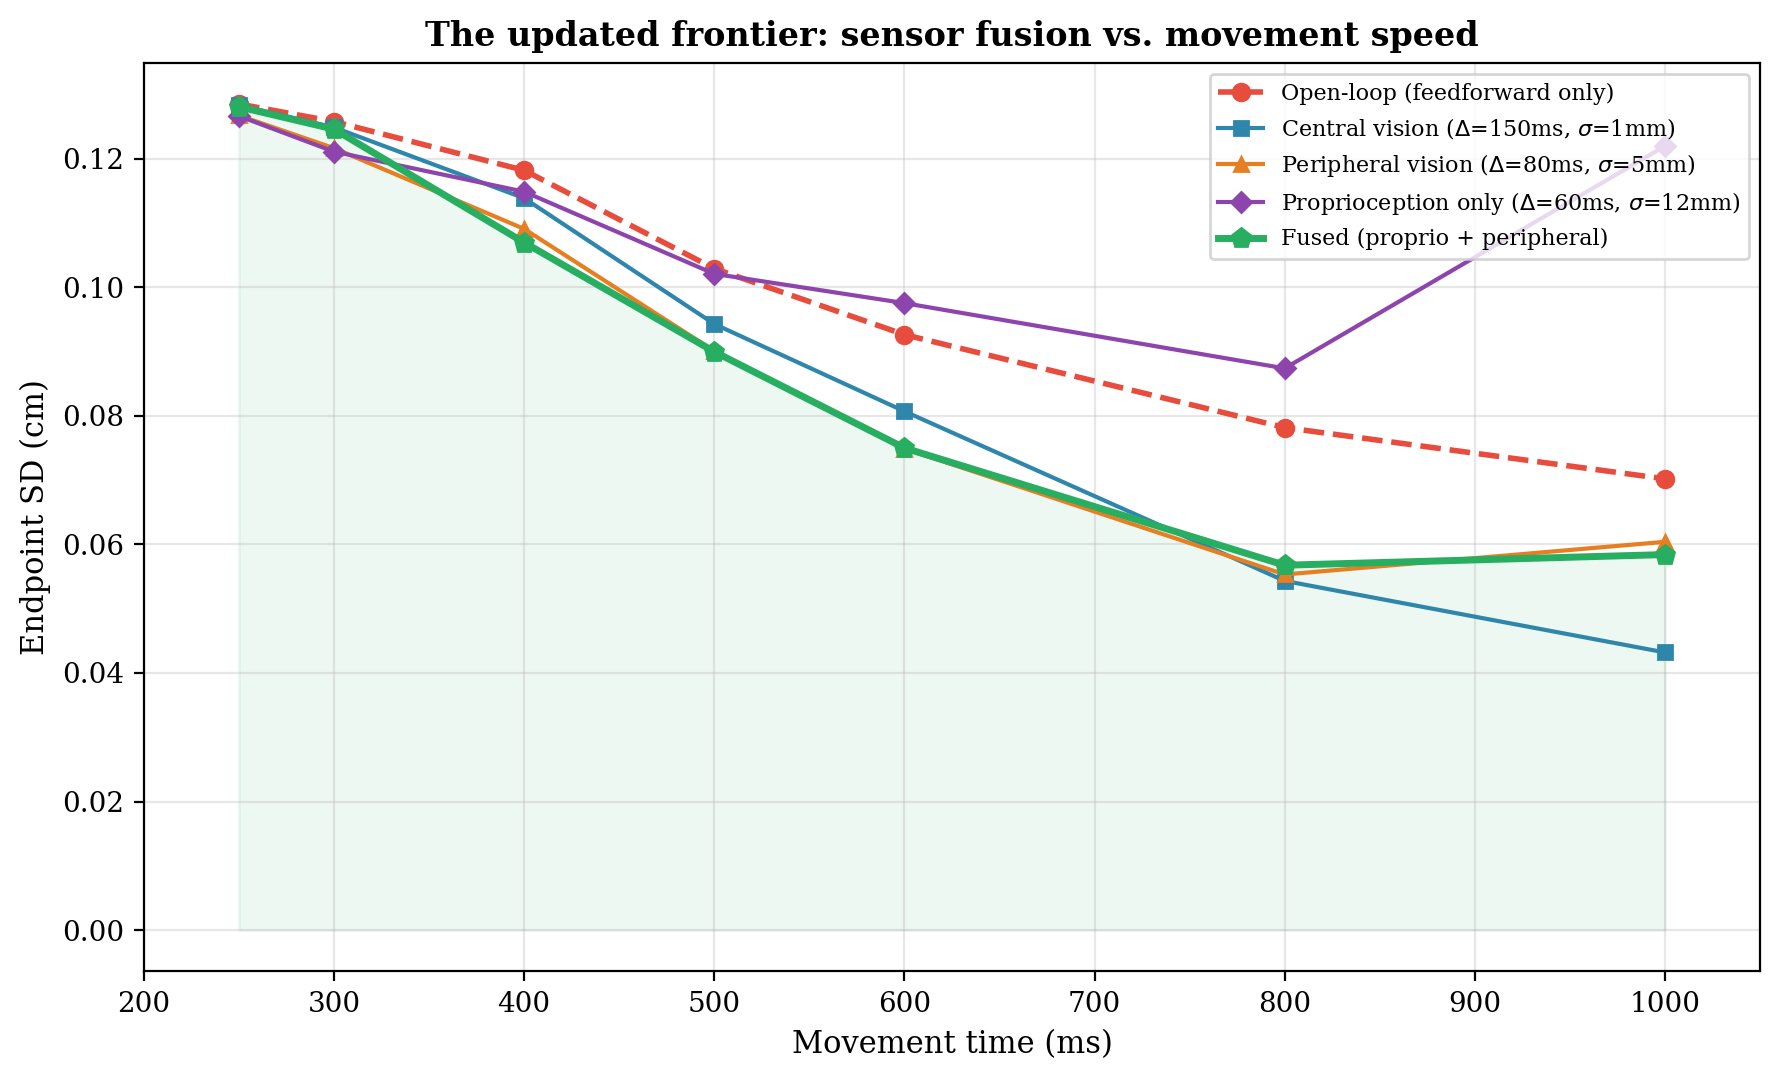 The updated frontier: sensor fusion vs. movement speed
Open-loop (feedforward only)
Central vision (Δ=150ms, σ=1mm)
Peripheral vision (Δ=80ms, σ=5mm)
Proprioception only (Δ=60ms, σ=12mm)
Fused (proprio + peripheral)
Endpoint SD (cm)
0.12
0.10
0.08
0.06
0.04
0.02
0.00
200 300 400 500 600 700 800 900 1000
Movement time (ms)